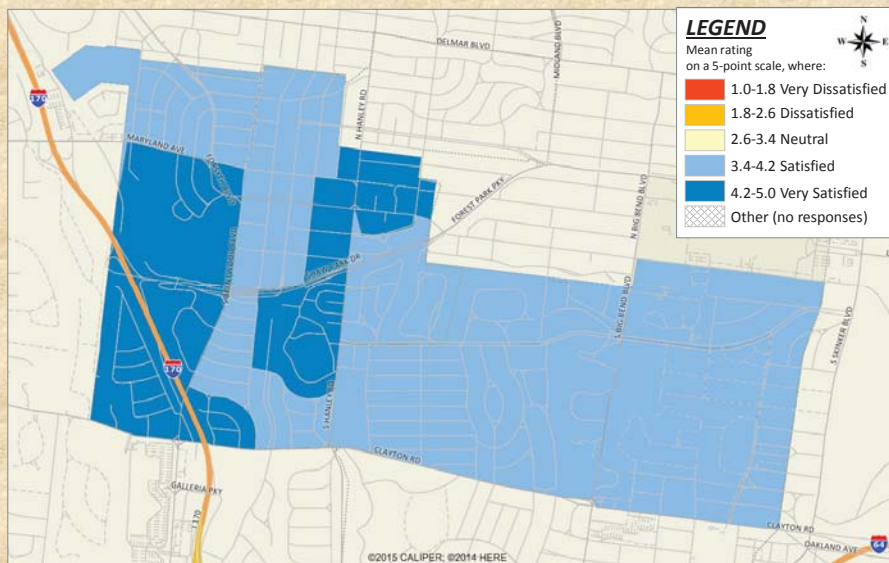 LEGEND
Mean rating
on a 5-point scale, where:
1.0-1.8 Very Dissatisfied
1.8-2.6 Dissatisfied
2.6-3.4 Neutral
3.4-4.2 Satisfied
4.2-5.0 Very Satisfied
Other (no responses)
N
W E
S
DELMAR BLVD
MIDLAND BLVD
170
N HANLEY RD
MARYLAND AVE
FORSYTH BLVD
FOREST PARK PKY
N BIG BEND BLVD
S BIG BEND BLVD
S SKINKER BLVD
170
S HANLEY RD
CLAYTON RD
GALLERIA PKY
I 170
CLAYTON RD
OAKLAND AVE
64
©2015 CALIPER; ©2014 HERE